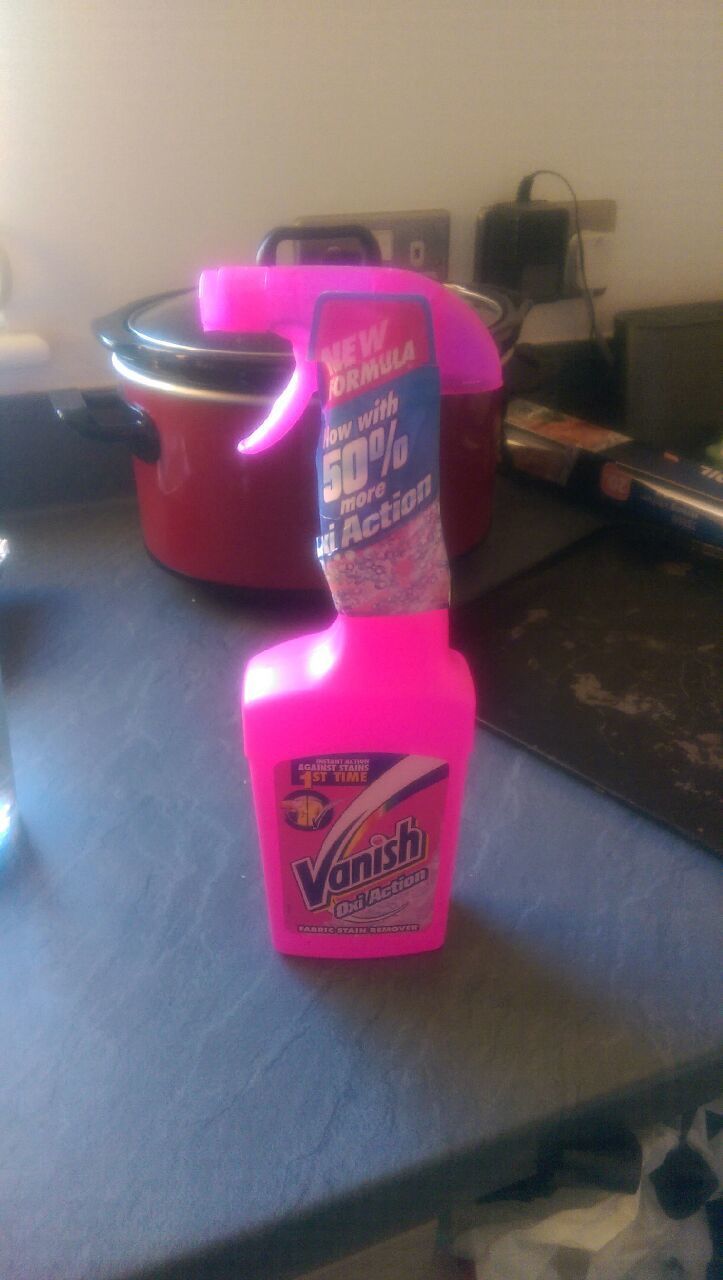 NEW
FORMULA
Now with
50%
more
Oxi Action
INSTANT ACTION
AGAINST STAINS
1ST TIME
Vanish
Oxi Action
FABRIC STAIN REMOVER